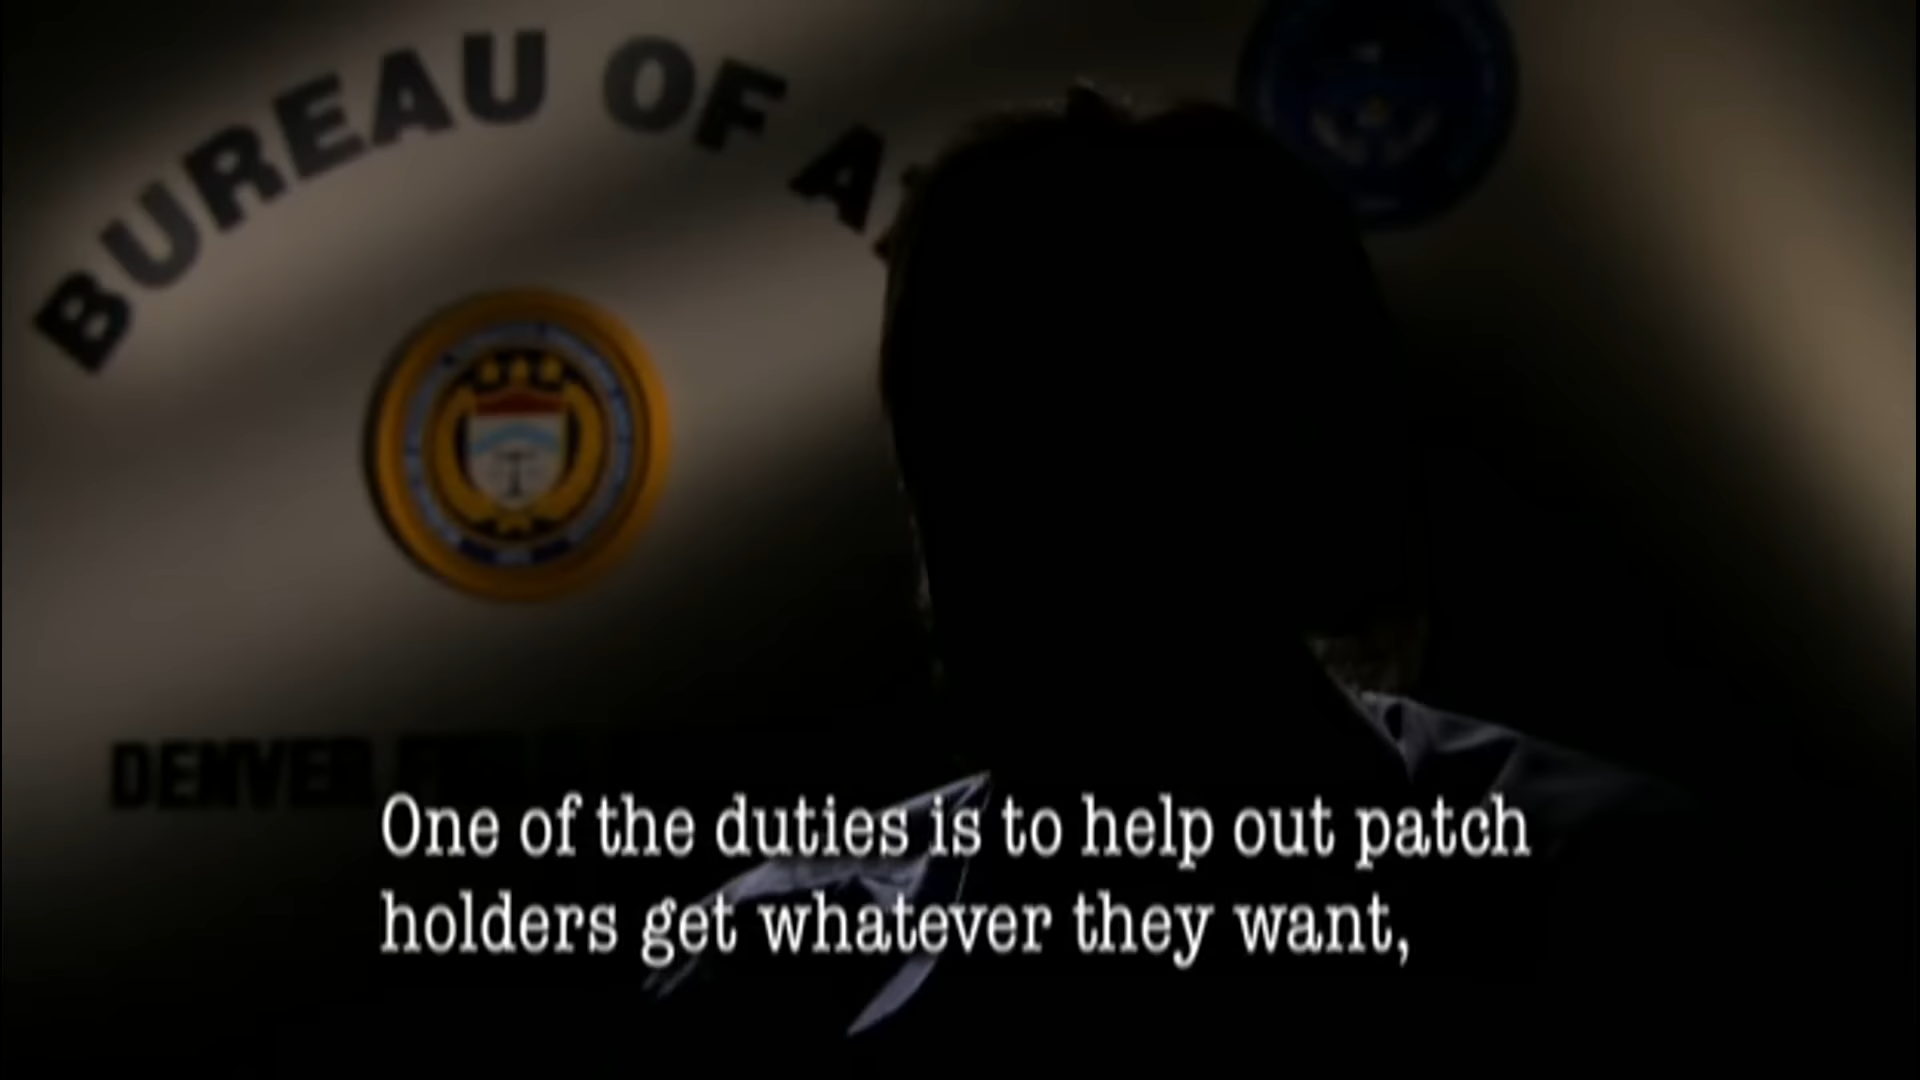 BUREAU OF A
DENVER
One of the duties is to help out patch
holders get whatever they want,